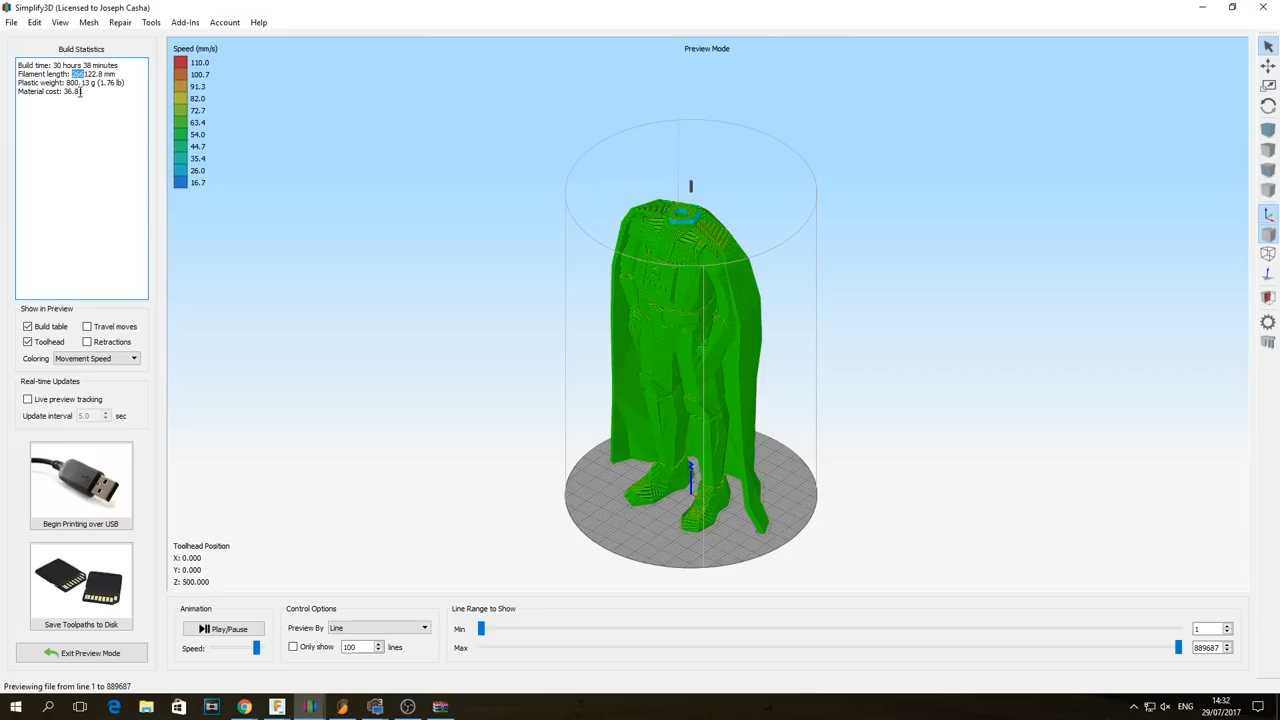 Simplify3D (Licensed to Joseph Casha)
File Edit View Mesh Repair Tools Add-Ins Account Help
Build Statistics
Build time: 30 hours 38 minutes
Filament length: 266122.8 mm
Plastic weight: 800.13 g (1.76 lb)
Material cost: 36.81
Speed (mm/s)
110.0
100.7
91.3
82.0
72.7
63.4
54.0
44.7
35.4
26.0
16.7
Preview Mode
Show in Preview
Build table Travel moves
Toolhead Retractions
Coloring Movement Speed
Real-time Updates
Live preview tracking
Update interval 5.0 sec
Begin Printing over USB
Save Toolpaths to Disk
Exit Preview Mode
Toolhead Position
X: 0.000
Y: 0.000
Z: 500.000
Animation
Play/Pause
Speed:
Control Options
Preview By Line
Only show 100 lines
Line Range to Show
Min 1
Max 889687
Previewing file from line 1 to 889687
ENG
14:32
29/07/2017